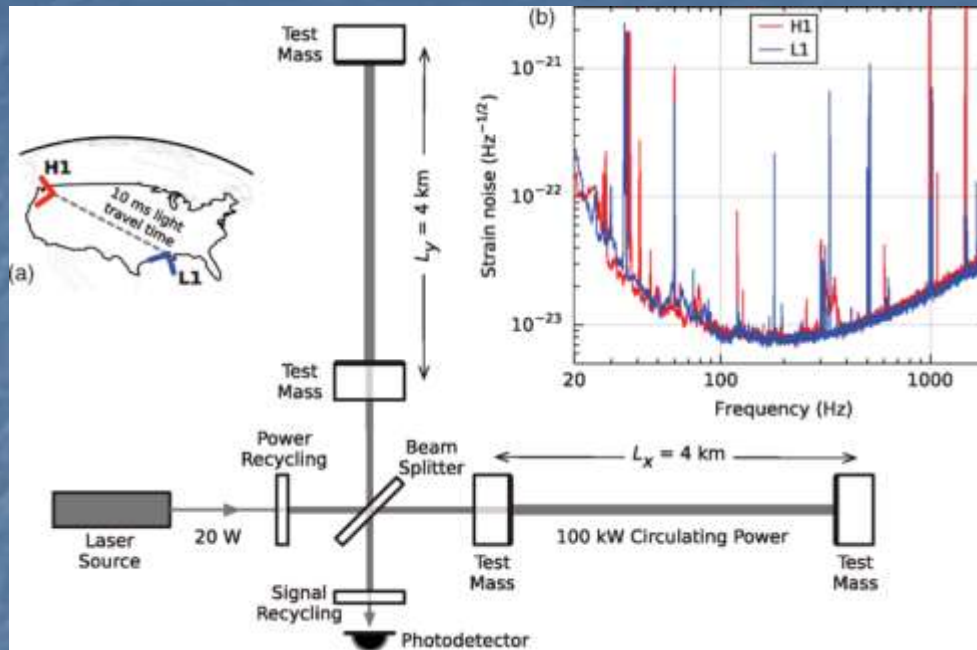 Test
Mass
(b)
H1
L1
10⁻²¹
10⁻²²
10⁻²³
Strain noise (Hz⁻¹/²)
20
100
1000
Frequency (Hz)
H1
10 ms light
travel time
L1
(a)
L_y = 4 km
Test
Mass
Power
Recycling
Beam
Splitter
L_x = 4 km
Laser
Source
20 W
100 kW Circulating Power
Test
Mass
Test
Mass
Signal
Recycling
Photodetector